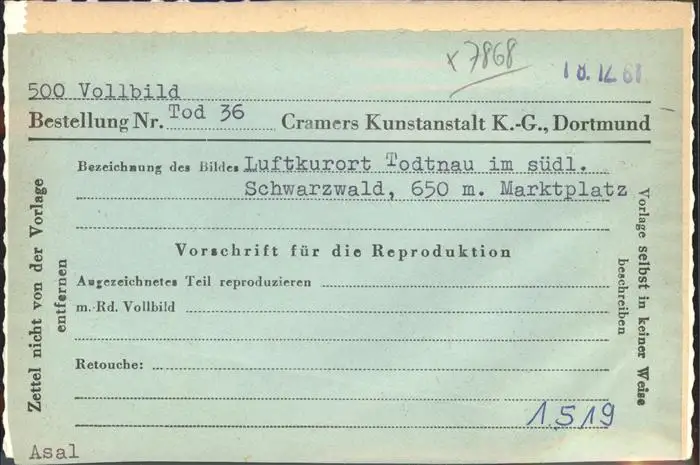 x7868
18.12.61
500 Vollbild
Bestellung Nr. Tod 36 Cramers Kunstanstalt K.-G., Dortmund
Bezeichnung des Bildes Luftkurort Todtnau im südl.
Schwarzwald, 650 m. Marktplatz
Vorschrift für die Reproduktion
Angezeichnetes Teil reproduzieren
m. Rd. Vollbild
Retouche:
1519
Asal
Zettel nicht von der Vorlage
entfernen
Vorlage selbst in keiner Weise
beschreiben